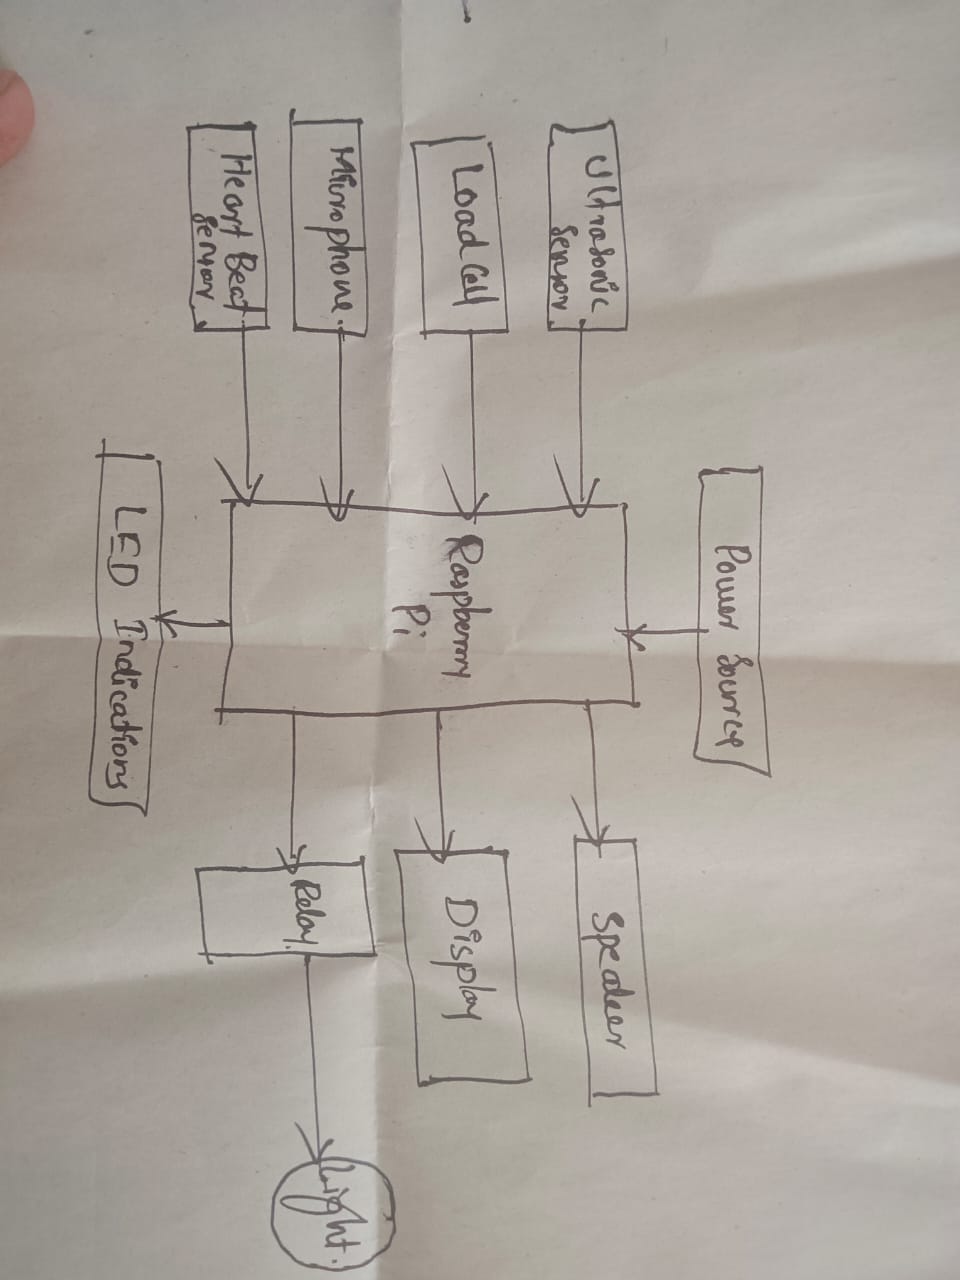 Power Source
Ultrasonic
Sensor
Load Cell
Microphone.
Heart Beat
Sensor
Raspberry
Pi
Speaker
Display
Relay.
Light.
LED Indications